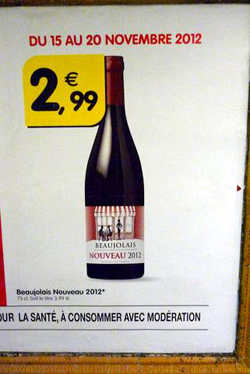 DU 15 AU 20 NOVEMBRE 2012
2,€99
BEAUJOLAIS
NOUVEAU 2012
Beaujolais Nouveau 2012*
75 cl. Soit le litre 3,99 €.
OUR LA SANTÉ, À CONSOMMER AVEC MODÉRATION